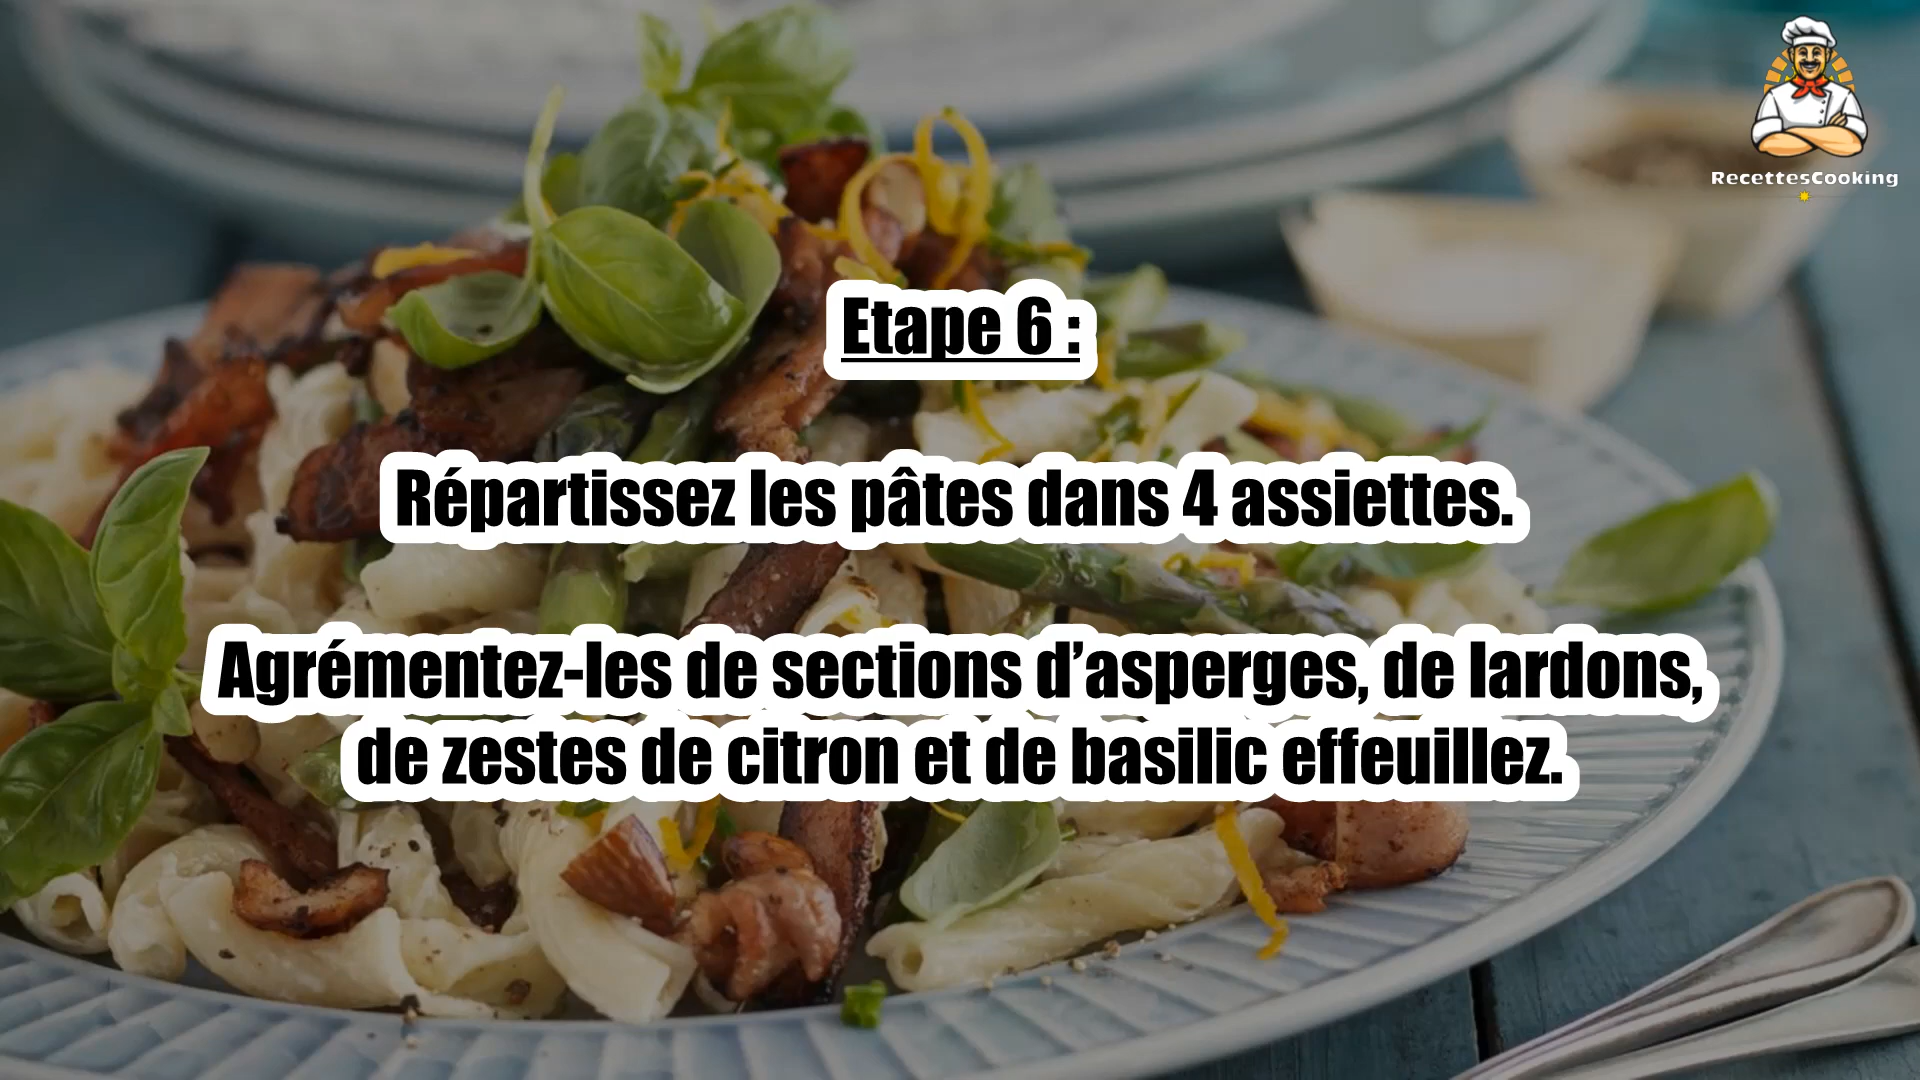 RecettesCooking
Etape 6 :
Répartissez les pâtes dans 4 assiettes.
Agrémentez-les de sections d’asperges, de lardons,
de zestes de citron et de basilic effeuillez.